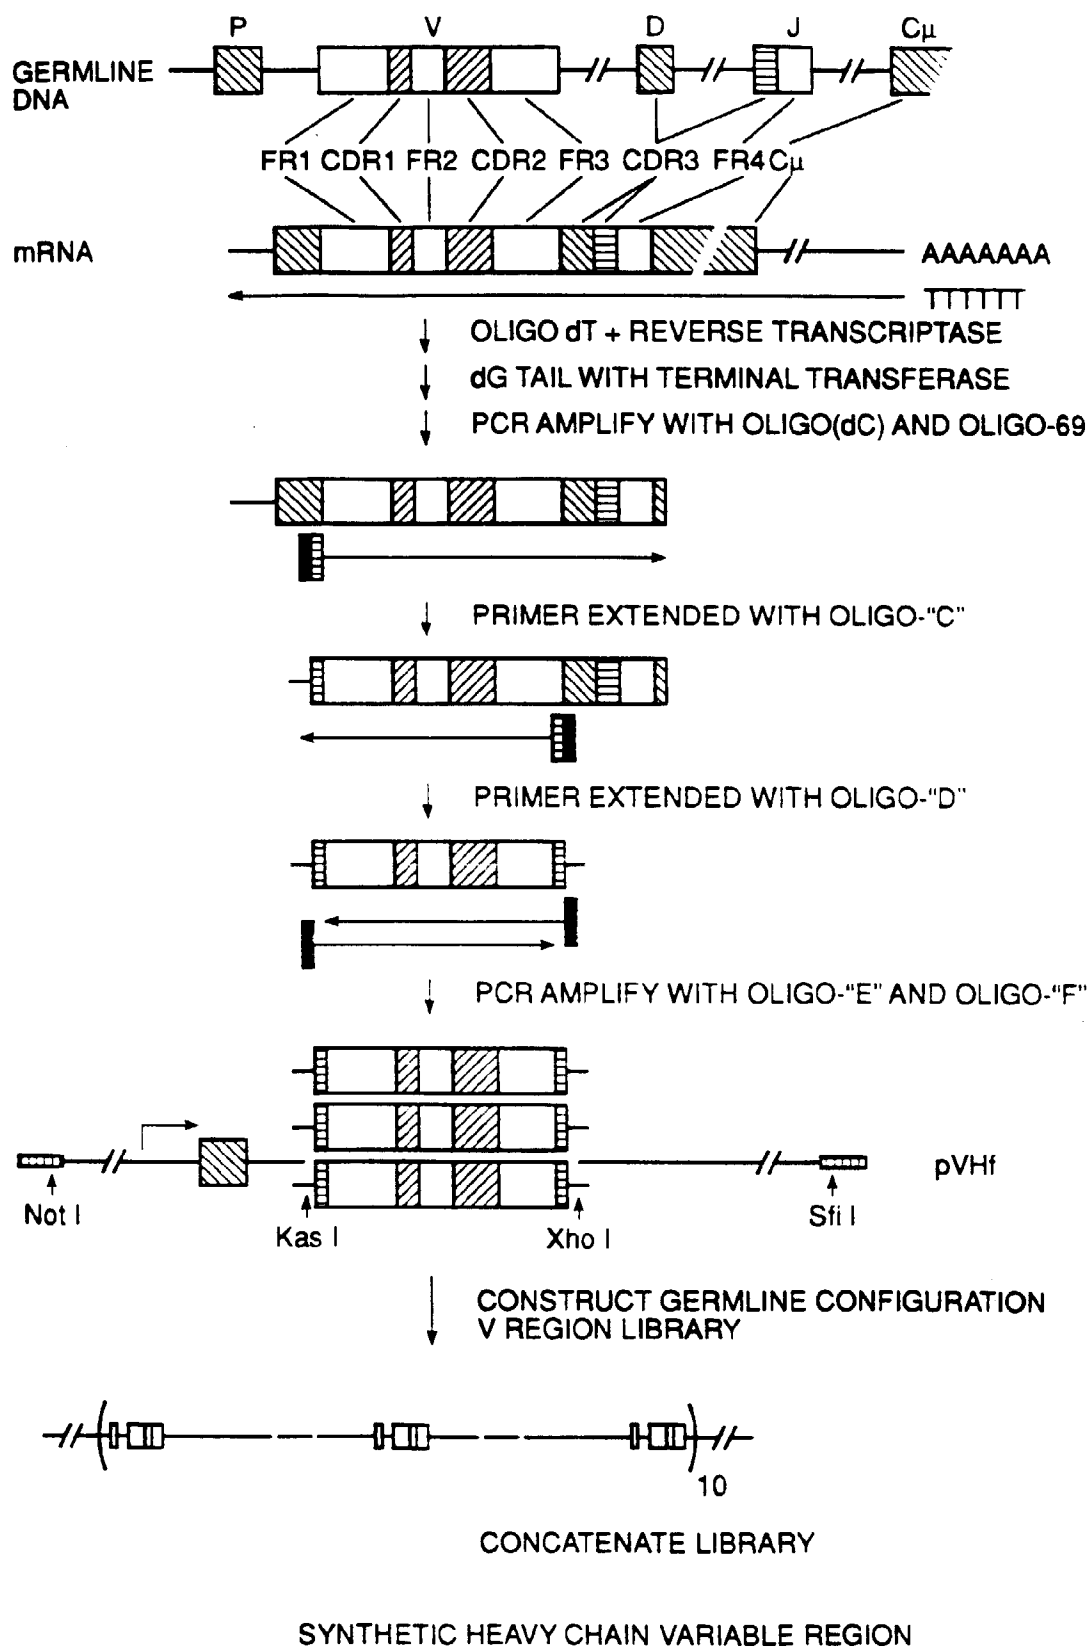 P V D J Cμ
GERMLINE
DNA
FR1 CDR1 FR2 CDR2 FR3 CDR3 FR4 Cμ
mRNA
AAAAAAA
TTTTTT
OLIGO dT + REVERSE TRANSCRIPTASE
dG TAIL WITH TERMINAL TRANSFERASE
PCR AMPLIFY WITH OLIGO(dC) AND OLIGO-69
PRIMER EXTENDED WITH OLIGO-"C"
PRIMER EXTENDED WITH OLIGO-"D"
PCR AMPLIFY WITH OLIGO-"E" AND OLIGO-"F"
pVHf
Not I
Kas I
Xho I
Sfi I
CONSTRUCT GERMLINE CONFIGURATION
V REGION LIBRARY
10
CONCATENATE LIBRARY
SYNTHETIC HEAVY CHAIN VARIABLE REGION